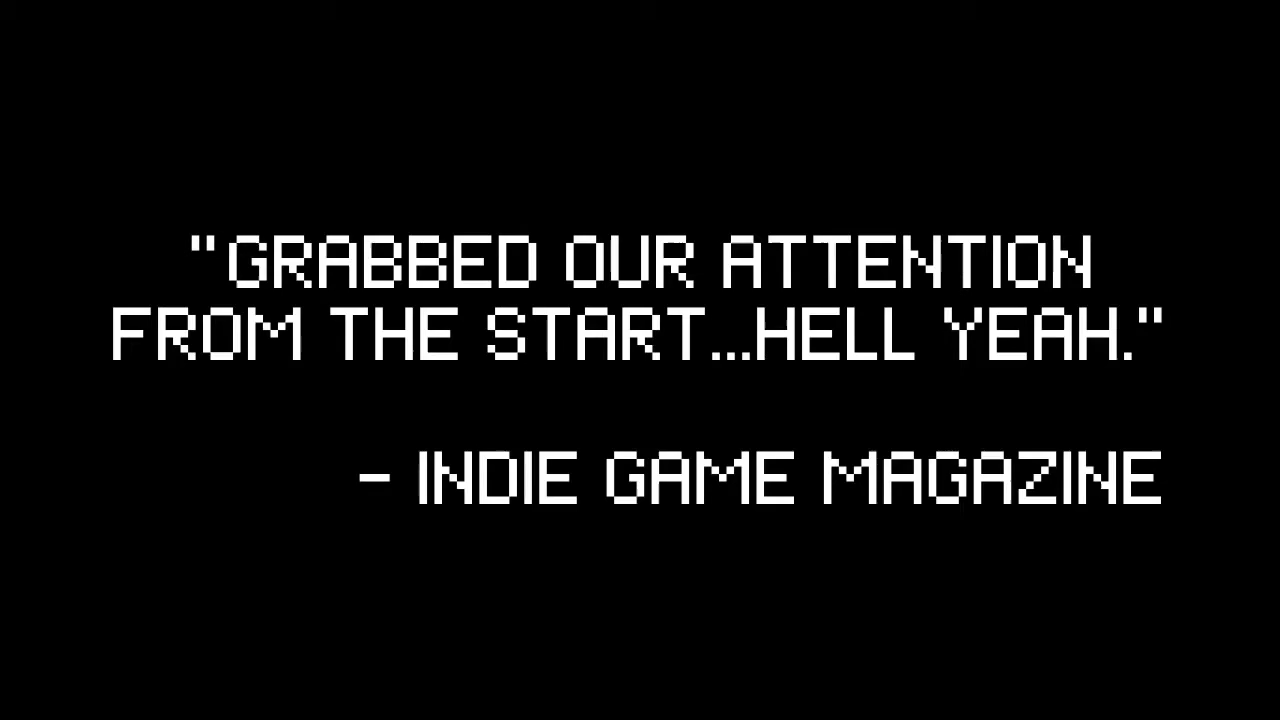 "GRABBED OUR ATTENTION
FROM THE START...HELL YEAH."
- INDIE GAME MAGAZINE